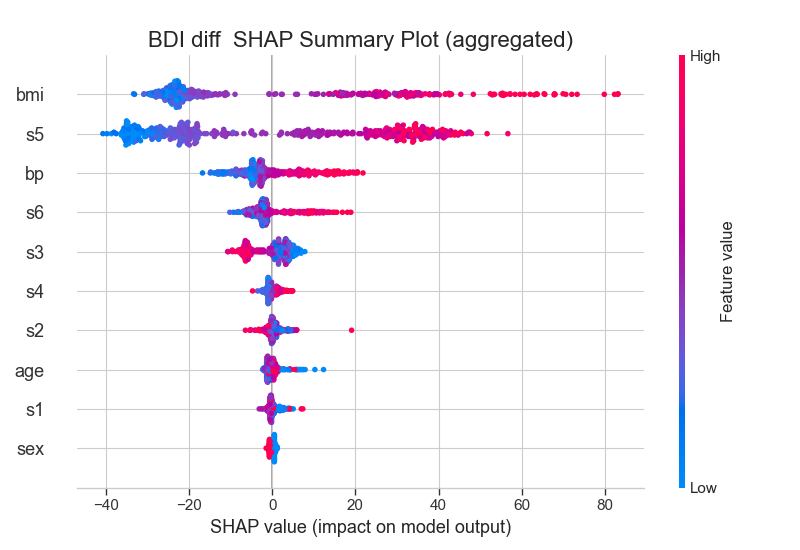 BDI diff  SHAP Summary Plot (aggregated)
High
bmi
s5
bp
s6
s3
s4
s2
age
s1
sex
Feature value
Low
−40 −20 0 20 40 60 80
SHAP value (impact on model output)